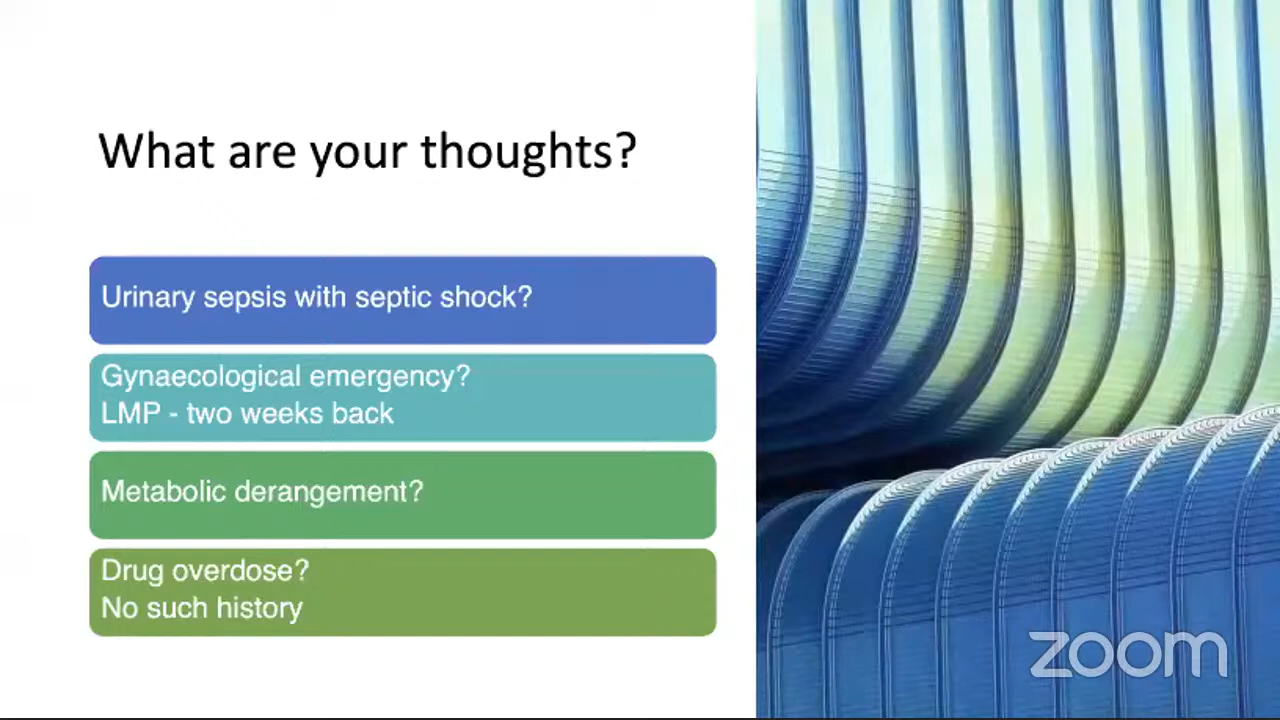 What are your thoughts?
Urinary sepsis with septic shock?
Gynaecological emergency?
LMP - two weeks back
Metabolic derangement?
Drug overdose?
No such history
zoom